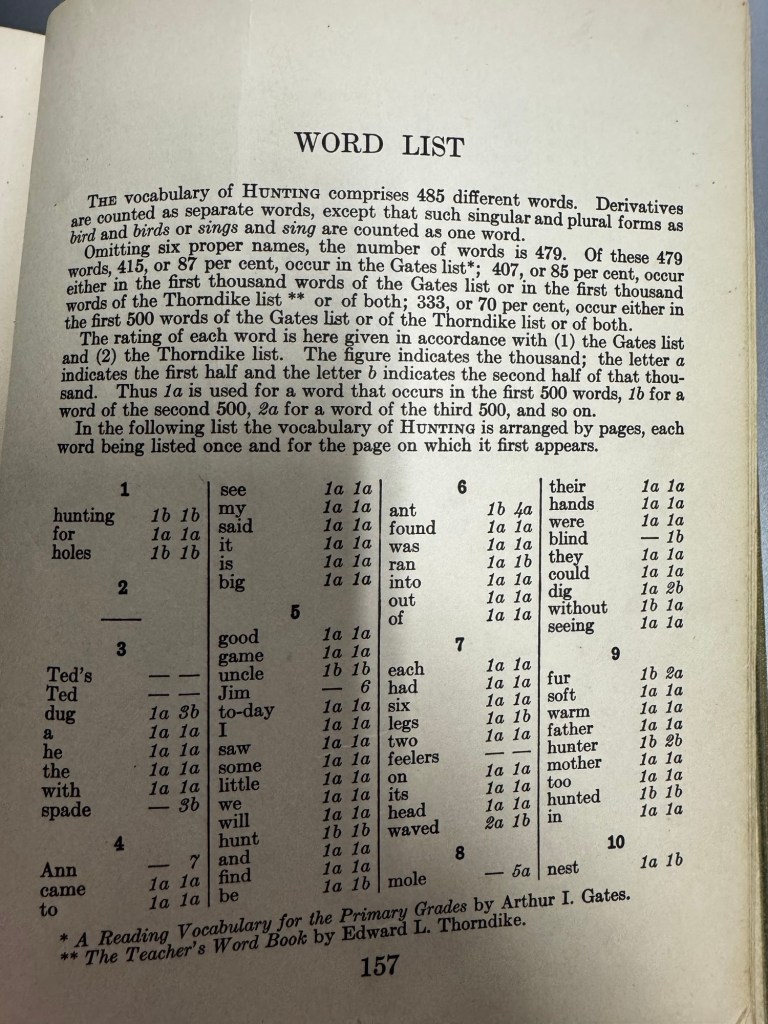 WORD LIST
THE vocabulary of HUNTING comprises 485 different words. Derivatives
are counted as separate words, except that such singular and plural forms as
bird and birds or sings and sing are counted as one word.
Omitting six proper names, the number of words is 479. Of these 479
words, 415, or 87 per cent, occur in the Gates list*; 407, or 85 per cent, occur
either in the first thousand words of the Gates list or in the first thousand
words of the Thorndike list ** or of both; 333, or 70 per cent, occur either in
the first 500 words of the Gates list or of the Thorndike list or of both.
The rating of each word is here given in accordance with (1) the Gates list
and (2) the Thorndike list. The figure indicates the thousand; the letter a
indicates the first half and the letter b indicates the second half of that thou-
sand. Thus 1a is used for a word that occurs in the first 500 words, 1b for a
word of the second 500, 2a for a word of the third 500, and so on.
In the following list the vocabulary of HUNTING is arranged by pages, each
word being listed once and for the page on which it first appears.
1
hunting 1b 1b
for 1a 1a
holes 1b 1b
2
—
3
Ted's — —
Ted — —
dug 1a 3b
a 1a 1a
he 1a 1a
the 1a 1a
with 1a 1a
spade — 3b
4
Ann — 7
came 1a 1a
to 1a 1a
see 1a 1a
my 1a 1a
said 1a 1a
it 1a 1a
is 1a 1a
big 1a 1a
5
good 1a 1a
game 1a 1a
uncle 1b 1b
Jim — 6
to-day 1a 1a
I 1a 1a
saw 1a 1a
some 1a 1a
little 1a 1a
we 1a 1a
will 1a 1a
hunt 1b 1b
and 1a 1a
find 1a 1a
be 1a 1b
6
ant 1b 4a
found 1a 1a
was 1a 1a
ran 1a 1b
into 1a 1a
out 1a 1a
of 1a 1a
7
each 1a 1a
had 1a 1a
six 1a 1a
legs 1a 1b
two 1a 1a
feelers — —
on 1a 1a
its 1a 1a
head 1a 1a
waved 2a 1b
8
mole — 5a
their 1a 1a
hands 1a 1a
were 1a 1a
blind — 1b
they 1a 1a
could 1a 1a
dig 1a 2b
without 1b 1a
seeing 1a 1a
9
fur 1b 2a
soft 1a 1a
warm 1a 1a
father 1a 1a
hunter 1b 2b
mother 1a 1a
too 1a 1a
hunted 1b 1b
in 1a 1a
10
nest 1a 1b
* A Reading Vocabulary for the Primary Grades by Arthur I. Gates.
** The Teacher's Word Book by Edward L. Thorndike.
157